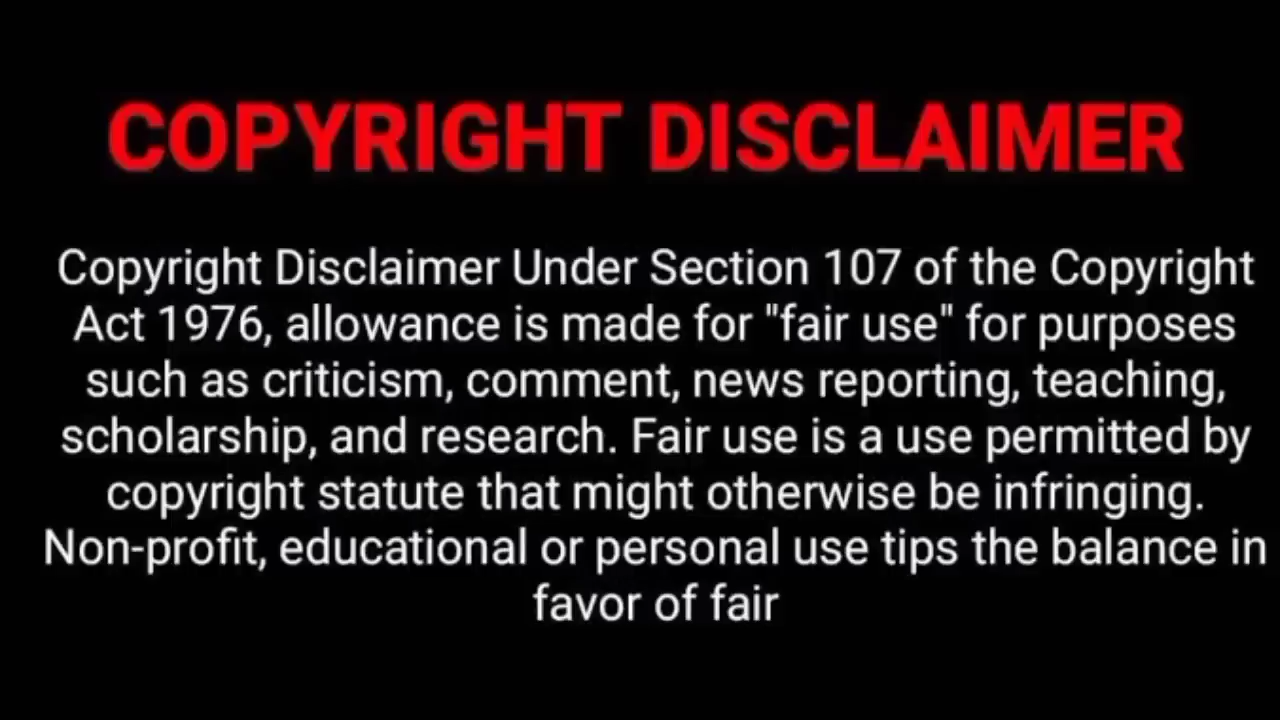 COPYRIGHT DISCLAIMER
Copyright Disclaimer Under Section 107 of the Copyright
Act 1976, allowance is made for "fair use" for purposes
such as criticism, comment, news reporting, teaching,
scholarship, and research. Fair use is a use permitted by
copyright statute that might otherwise be infringing.
Non-profit, educational or personal use tips the balance in
favor of fair